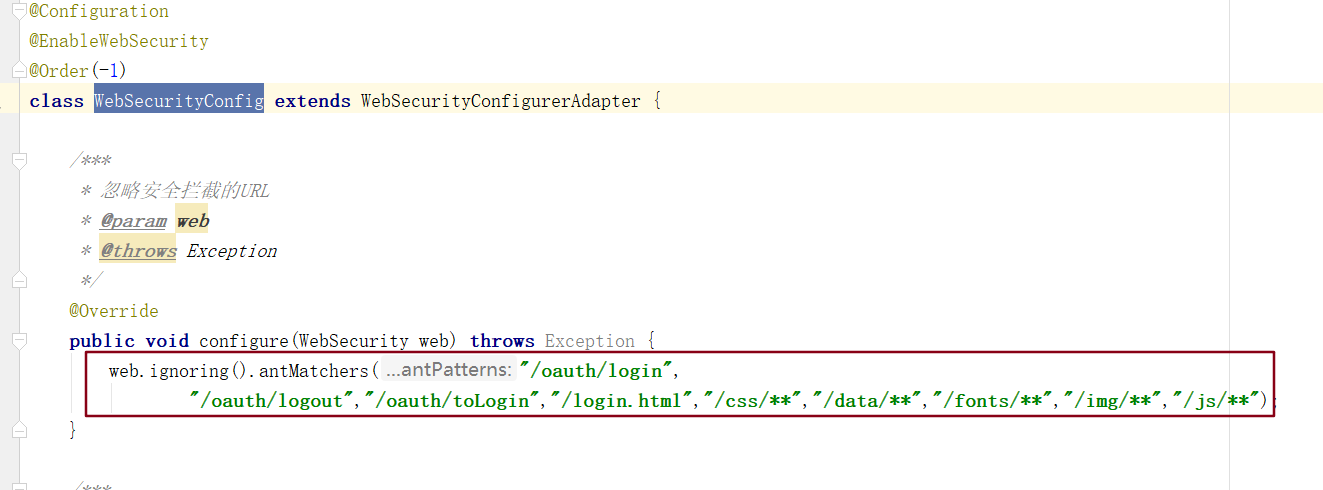 @Configuration
@EnableWebSecurity
@Order(-1)
class WebSecurityConfig extends WebSecurityConfigurerAdapter {
/***
* 忽略安全拦截的URL
* @param web
* @throws Exception
*/
@Override
public void configure(WebSecurity web) throws Exception {
web.ignoring().antMatchers( ...antPatterns: "/oauth/login",
"/oauth/logout","/oauth/toLogin","/login.html","/css/**","/data/**","/fonts/**","/img/**","/js/**");
}
/***